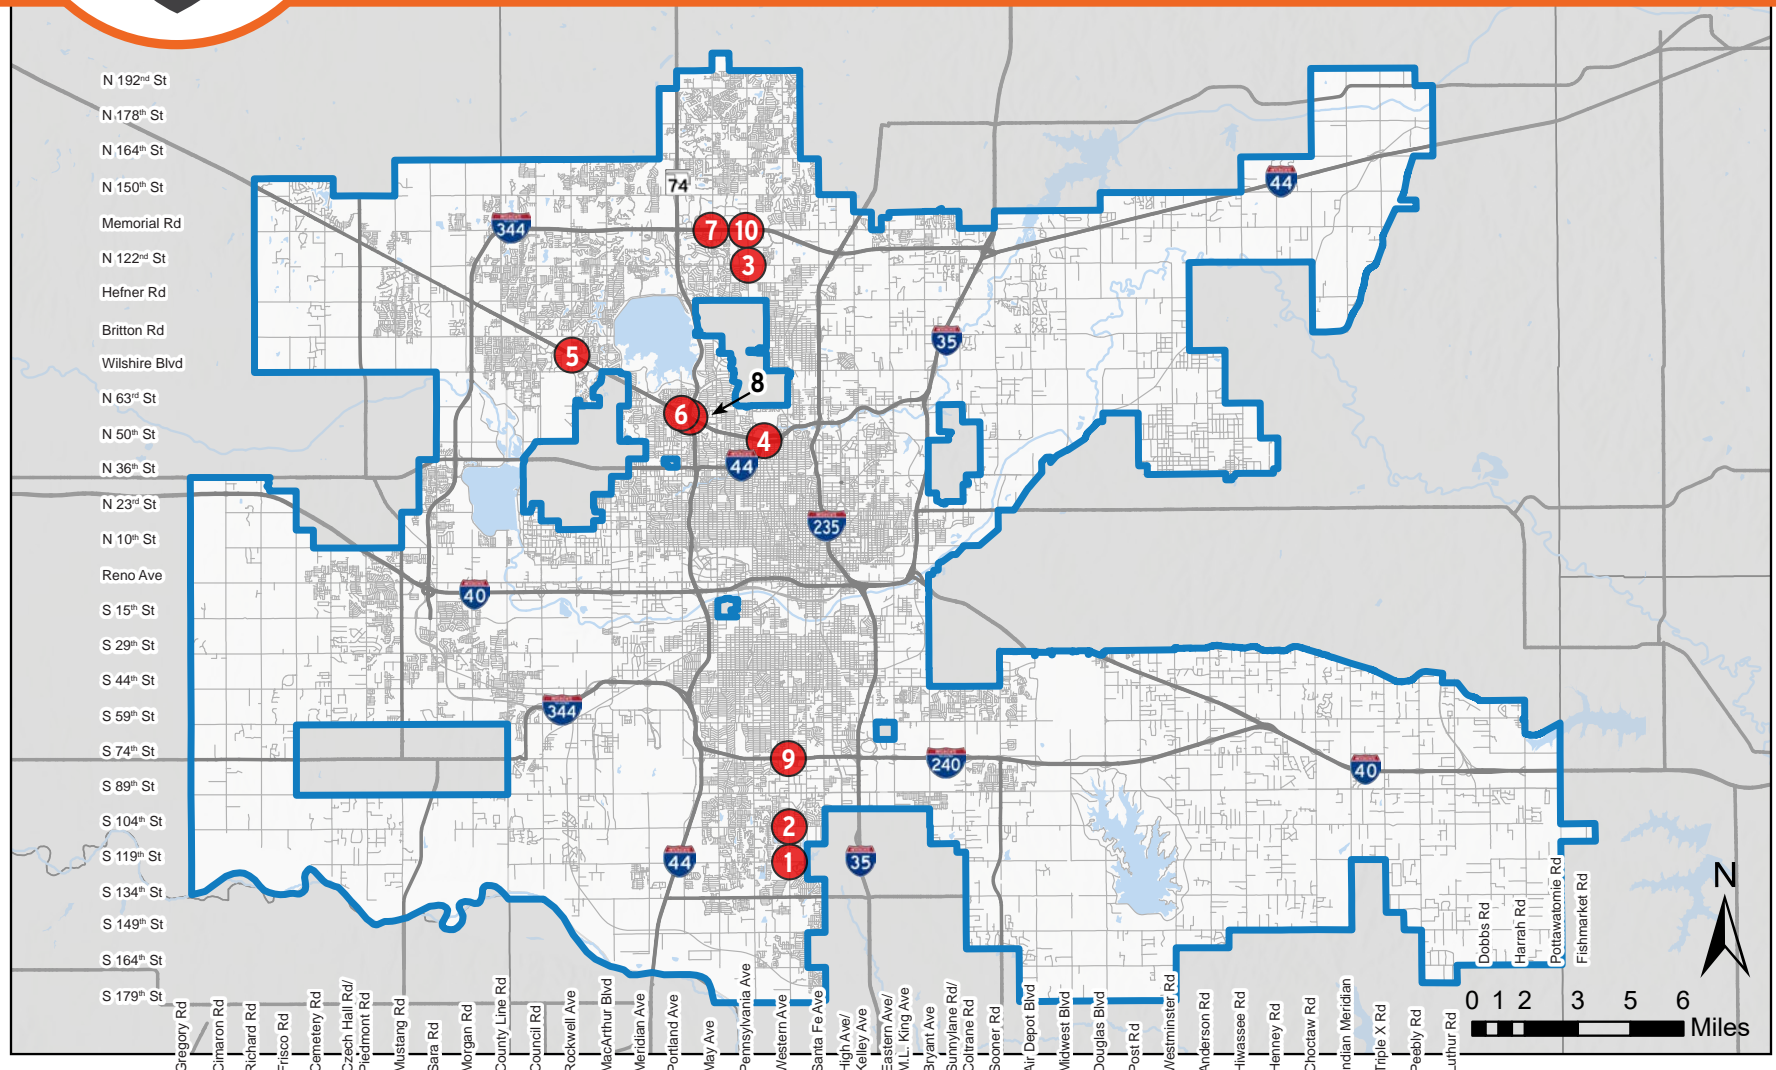 N 192nd St
N 178th St
N 164th St
N 150th St
Memorial Rd
N 122nd St
Hefner Rd
Britton Rd
Wilshire Blvd
N 63rd St
N 50th St
N 36th St
N 23rd St
N 10th St
Reno Ave
S 15th St
S 29th St
S 44th St
S 59th St
S 74th St
S 89th St
S 104th St
S 119th St
S 134th St
S 149th St
S 164th St
S 179th St
74
44
344
7
10
3
35
5
8
6
4
44
235
40
344
9
240
40
2
1
44
35
N
Gregory Rd
Cimaron Rd
Richard Rd
Frisco Rd
Cemetery Rd
Czech Hall Rd/
Piedmont Rd
Mustang Rd
Sara Rd
Morgan Rd
County Line Rd
Council Rd
Rockwell Ave
MacArthur Blvd
Meridian Ave
Portland Ave
May Ave
Pennsylvania Ave
Western Ave
Santa Fe Ave
High Ave/
Kelley Ave
Eastern Ave/
M.L. King Ave
Bryant Ave
Sunnylane Rd/
Coltrane Rd
Sooner Rd
Air Depot Blvd
Midwest Blvd
Douglas Blvd
Post Rd
Westminster Rd
Anderson Rd
Hiwassee Rd
Henney Rd
Choctaw Rd
Indian Meridian
Triple X Rd
Peebly Rd
Luthur Rd
Dobbs Rd
Harrah Rd
Pottawatomie Rd
Fishmarket Rd
0 1 2 3 5 6
Miles